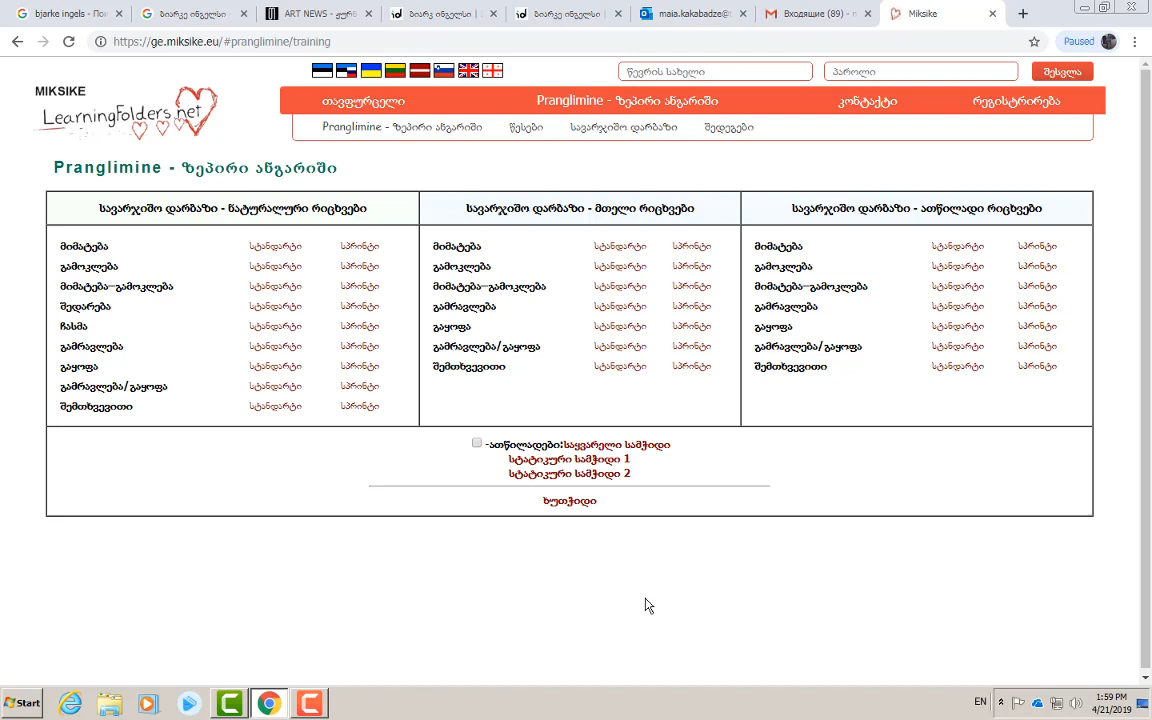 bjarke ingels - Пои
ბიარკე ინგელსი -
ART NEWS - ჟურნ
ბიარკ ინგელსი | S
ბიარკე ინგელსი |
maia.kakabadze@t
Входящие (89) - n
Miksike
https://ge.miksike.eu/#pranglimine/training
Paused
წევრის სახელი
პაროლი
შესვლა
MIKSIKE
LearningFolders.net
თავფურცელი
Pranglimine - ზეპირი ანგარიში
კონტაქტი
რეგისტრირება
Pranglimine - ზეპირი ანგარიში
წესები
სავარჯიშო დარბაზი
შედეგები
Pranglimine - ზეპირი ანგარიში
სავარჯიშო დარბაზი - ნატურალური რიცხვები
სავარჯიშო დარბაზი - მთელი რიცხვები
სავარჯიშო დარბაზი - ათწილადი რიცხვები
მიმატება სტანდარტი სპრინტი
გამოკლება სტანდარტი სპრინტი
მიმატება–გამოკლება სტანდარტი სპრინტი
შედარება სტანდარტი სპრინტი
ჩასმა სტანდარტი სპრინტი
გამრავლება სტანდარტი სპრინტი
გაყოფა სტანდარტი სპრინტი
გამრავლება/გაყოფა სტანდარტი სპრინტი
შემთხვევითი სტანდარტი სპრინტი
მიმატება სტანდარტი სპრინტი
გამოკლება სტანდარტი სპრინტი
მიმატება–გამოკლება სტანდარტი სპრინტი
გამრავლება სტანდარტი სპრინტი
გაყოფა სტანდარტი სპრინტი
გამრავლება/გაყოფა სტანდარტი სპრინტი
შემთხვევითი სტანდარტი სპრინტი
მიმატება სტანდარტი სპრინტი
გამოკლება სტანდარტი სპრინტი
მიმატება–გამოკლება სტანდარტი სპრინტი
გამრავლება სტანდარტი სპრინტი
გაყოფა სტანდარტი სპრინტი
გამრავლება/გაყოფა სტანდარტი სპრინტი
შემთხვევითი სტანდარტი სპრინტი
-ათწილადები:საყვარელი სამჭიდი
სტატიკური სამჭიდი 1
სტატიკური სამჭიდი 2
ხუთჭიდი
Start
EN
1:59 PM
4/21/2019